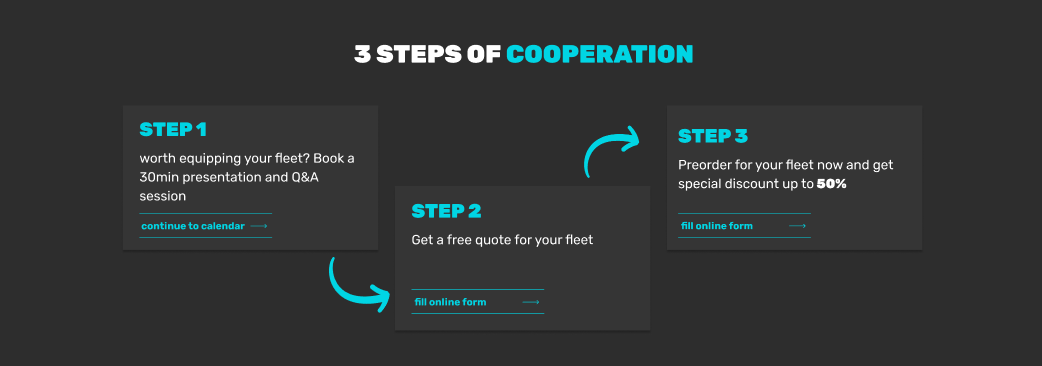 3 STEPS OF COOPERATION
STEP 1
worth equipping your fleet? Book a
30min presentation and Q&A
session
continue to calendar
STEP 2
Get a free quote for your fleet
fill online form
STEP 3
Preorder for your fleet now and get
special discount up to 50%
fill online form